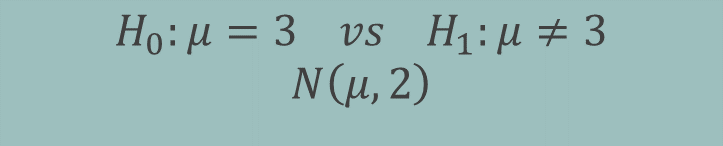 H₀: μ = 3 vs H₁: μ ≠ 3
N(μ, 2)